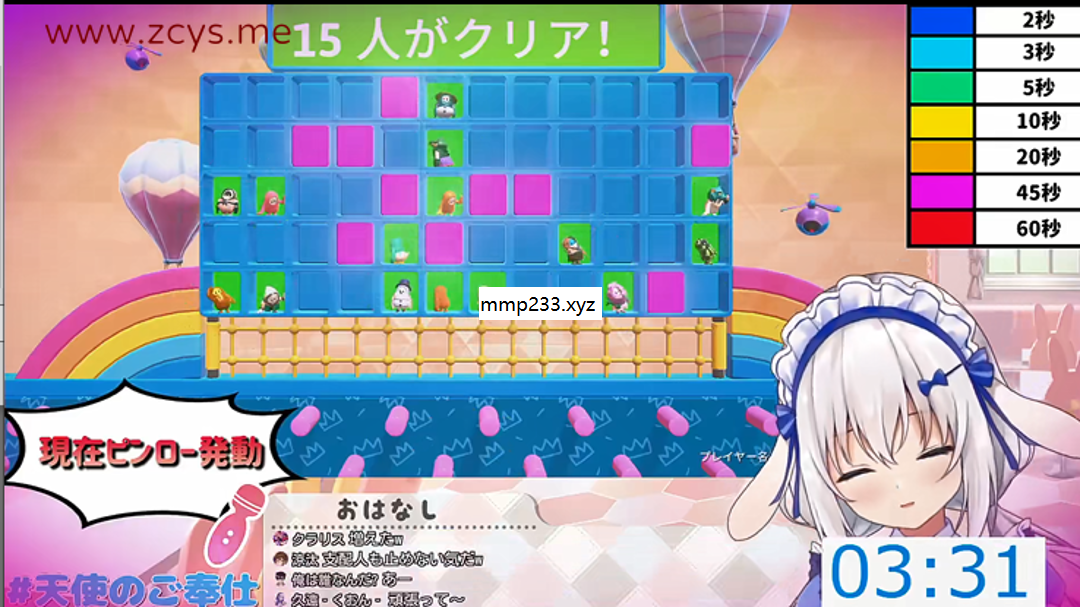 www.zcys.me
15 人がクリア!
2秒
3秒
5秒
10秒
20秒
45秒
60秒
mmp233.xyz
現在ピンロー発動
プレイヤー名
おはなし
クラリス 増えたw
支配人も止めない気だw
俺は誰なんだ? あー
久遠 - くおん - 頑張って~
#天使のご奉仕
03:31